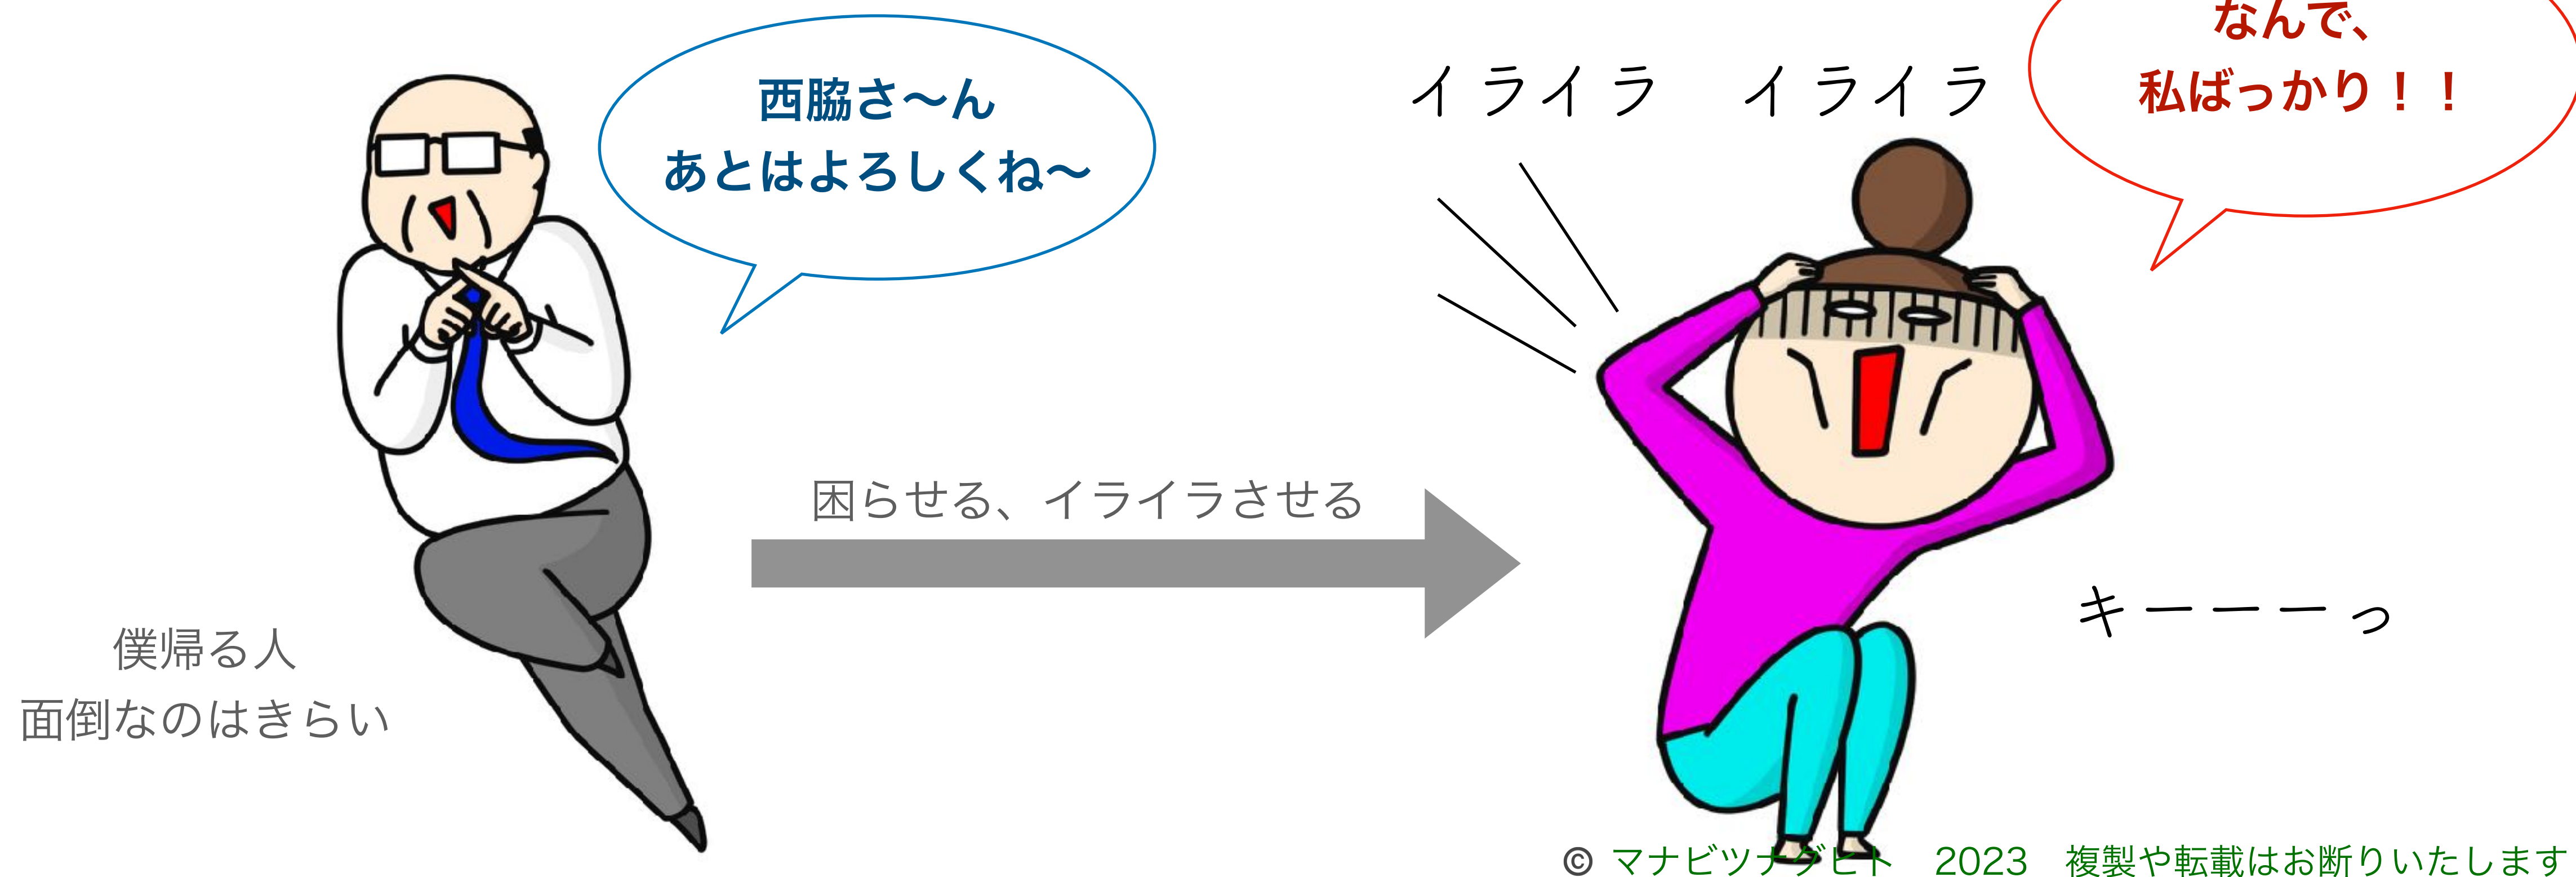 西脇さ〜ん
あとはよろしくね〜
イライラ　イライラ
なんで、
私ばっかり！！
困らせる、イライラさせる
僕帰る人
面倒なのはきらい
キーーーっ
© マナビツナグヒト　2023　複製や転載はお断りいたします